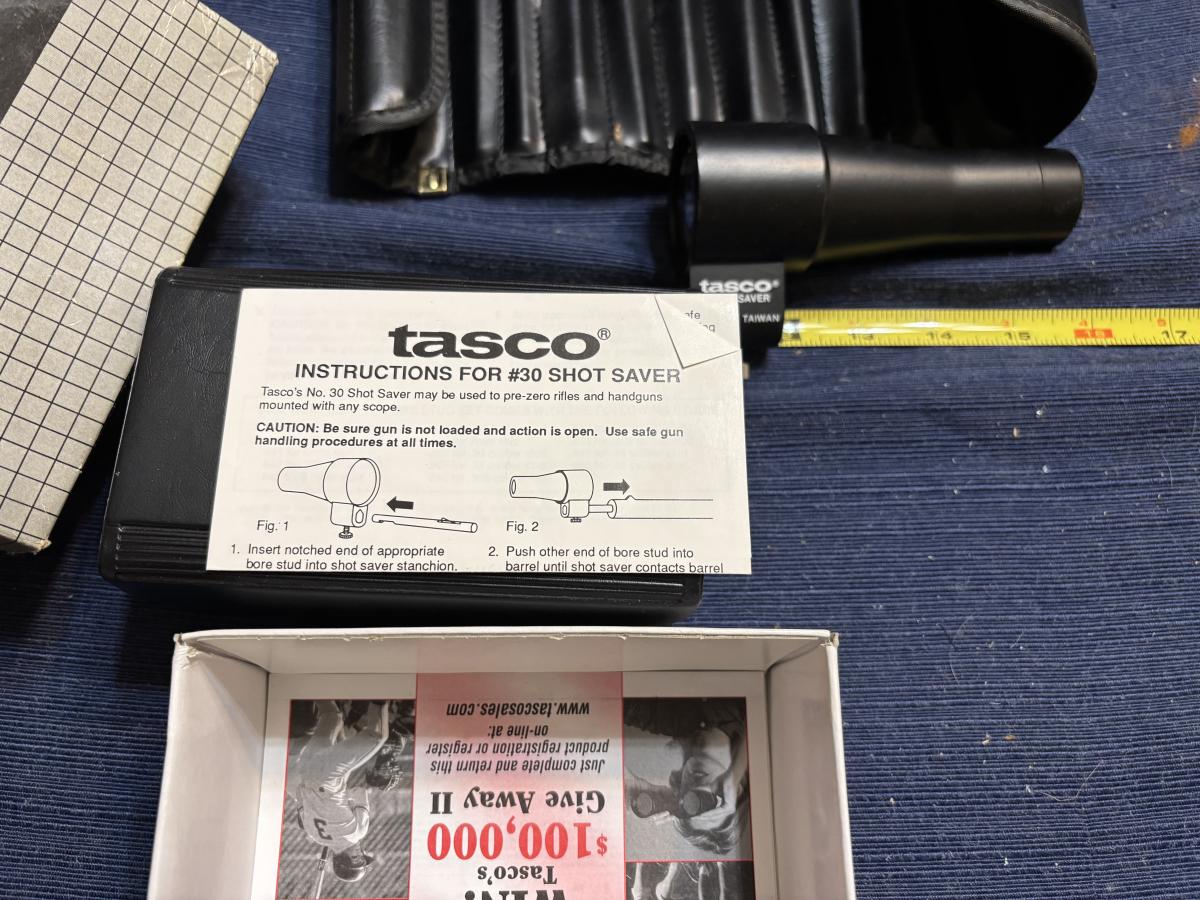 tasco®
SAVER
TAIWAN
13 14 15 16 17
tasco®
INSTRUCTIONS FOR #30 SHOT SAVER
Tasco's No. 30 Shot Saver may be used to pre-zero rifles and handguns
mounted with any scope.
CAUTION: Be sure gun is not loaded and action is open. Use safe gun
handling procedures at all times.
Fig. 1
Fig. 2
1. Insert notched end of appropriate
bore stud into shot saver stanchion.
2. Push other end of bore stud into
barrel until shot saver contacts barrel
WIN!
Tasco's
$100,000
Give Away II
Just complete and return this
product registration or register
on-line at:
www.tascosales.com
3